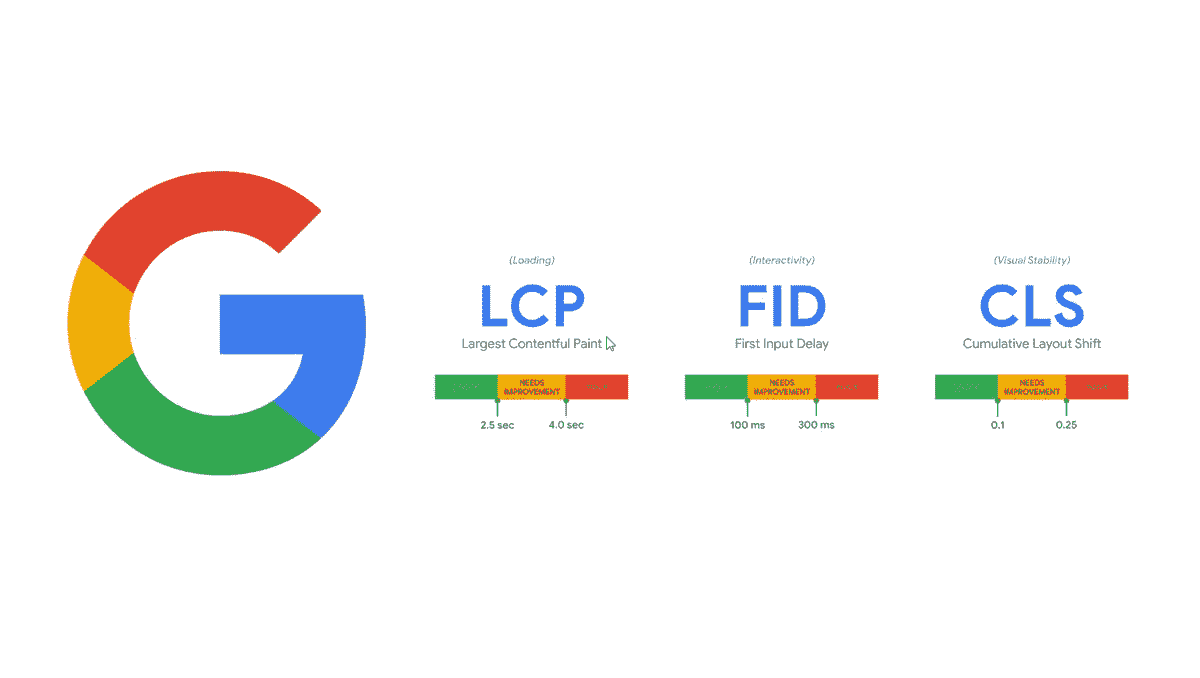 (Loading)
LCP
Largest Contentful Paint
NEEDS
IMPROVEMENT
2.5 sec
4.0 sec
(Interactivity)
FID
First Input Delay
NEEDS
IMPROVEMENT
100 ms
300 ms
(Visual Stability)
CLS
Cumulative Layout Shift
NEEDS
IMPROVEMENT
0.1
0.25